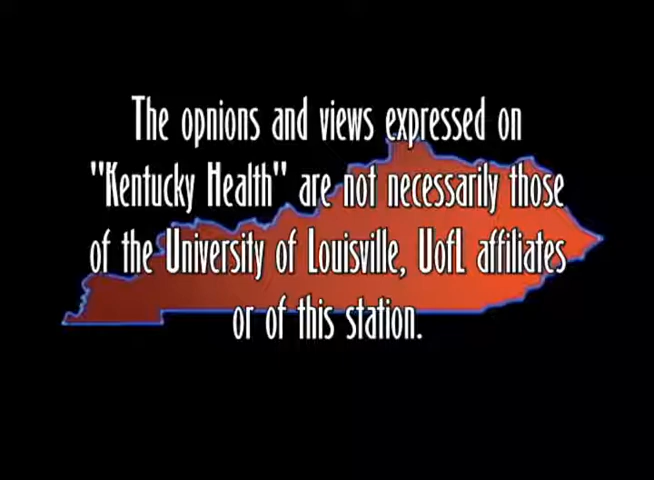 The opnions and views expressed on
"Kentucky Health" are not necessarily those
of the University of Louisville, UofL affiliates
or of this station.